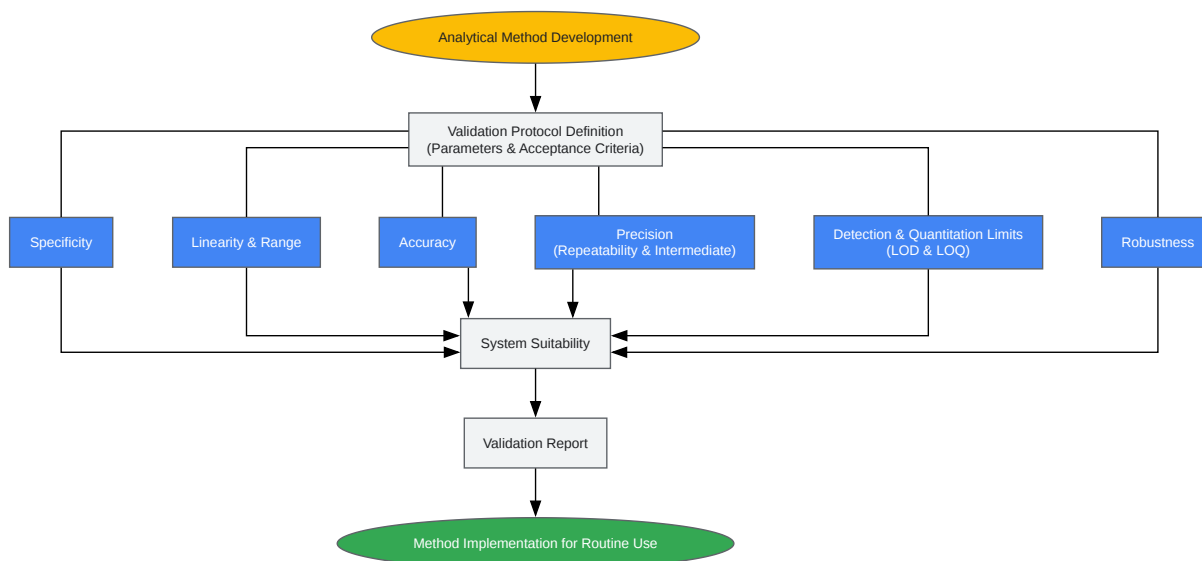 Analytical Method Development
Validation Protocol Definition
(Parameters & Acceptance Criteria)
Specificity
Linearity & Range
Accuracy
Precision
(Repeatability & Intermediate)
Detection & Quantitation Limits
(LOD & LOQ)
Robustness
System Suitability
Validation Report
Method Implementation for Routine Use